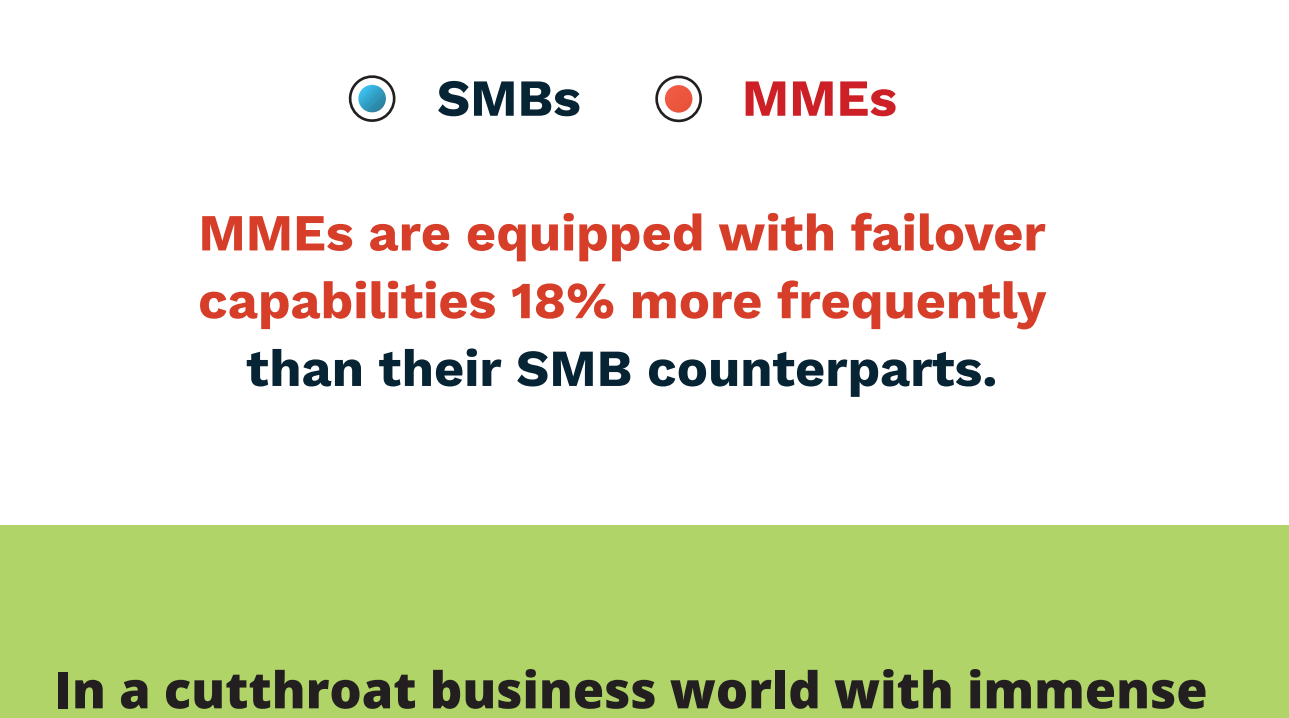 SMBs MMEs
MMEs are equipped with failover
capabilities 18% more frequently
than their SMB counterparts.
In a cutthroat business world with immense